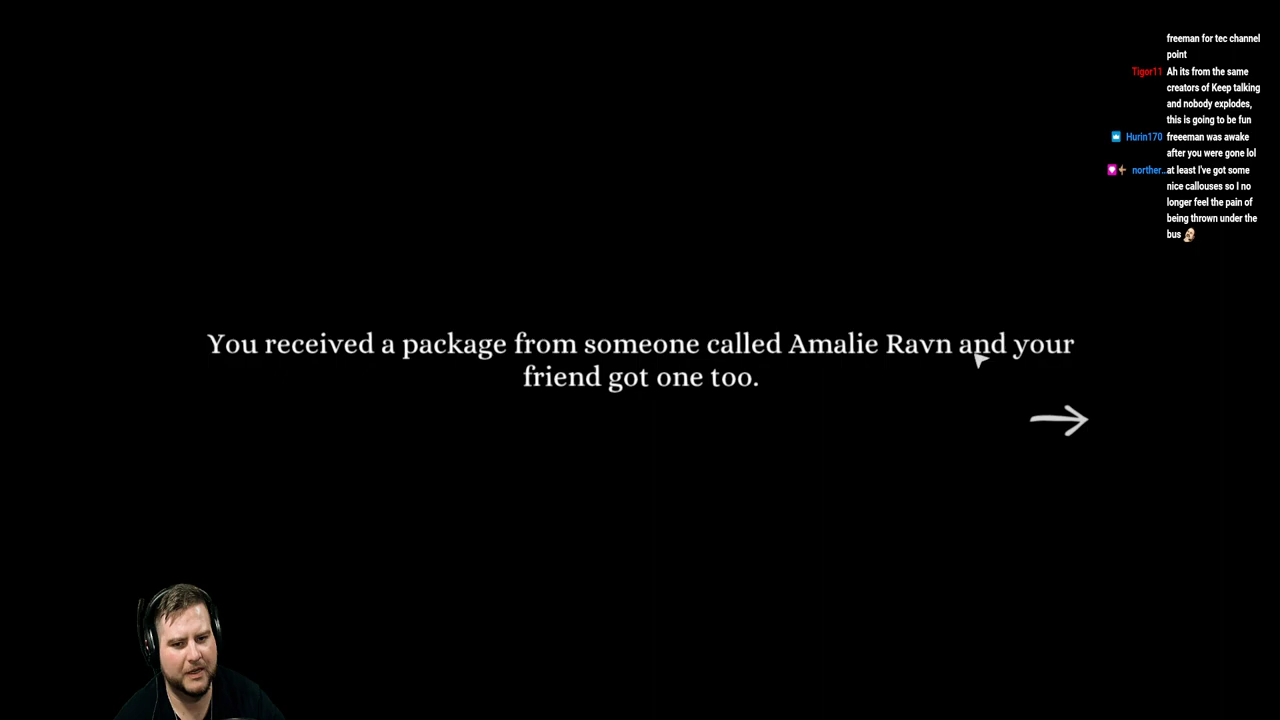 freeman for tec channel
point
Tigor11 Ah its from the same
creators of Keep talking
and nobody explodes,
this is going to be fun
Hurin170 freeeman was awake
after you were gone lol
norther... at least I've got some
nice callouses so I no
longer feel the pain of
being thrown under the
bus
You received a package from someone called Amalie Ravn and your
friend got one too.